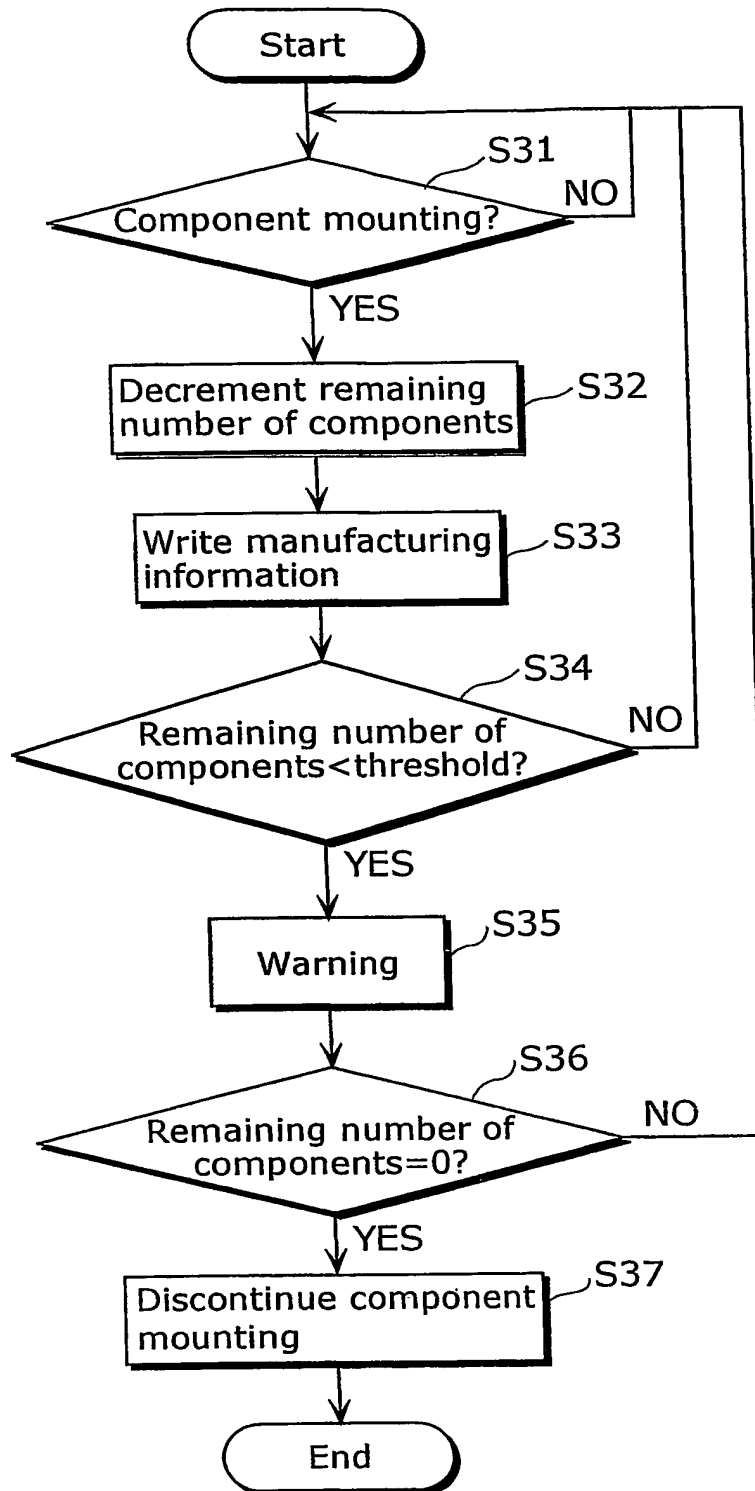 Start
S31
Component mounting?
NO
YES
Decrement remaining
number of components
S32
Write manufacturing
information
S33
S34
Remaining number of
components<threshold?
NO
YES
Warning
S35
S36
Remaining number of
components=0?
NO
YES
Discontinue component
mounting
S37
End